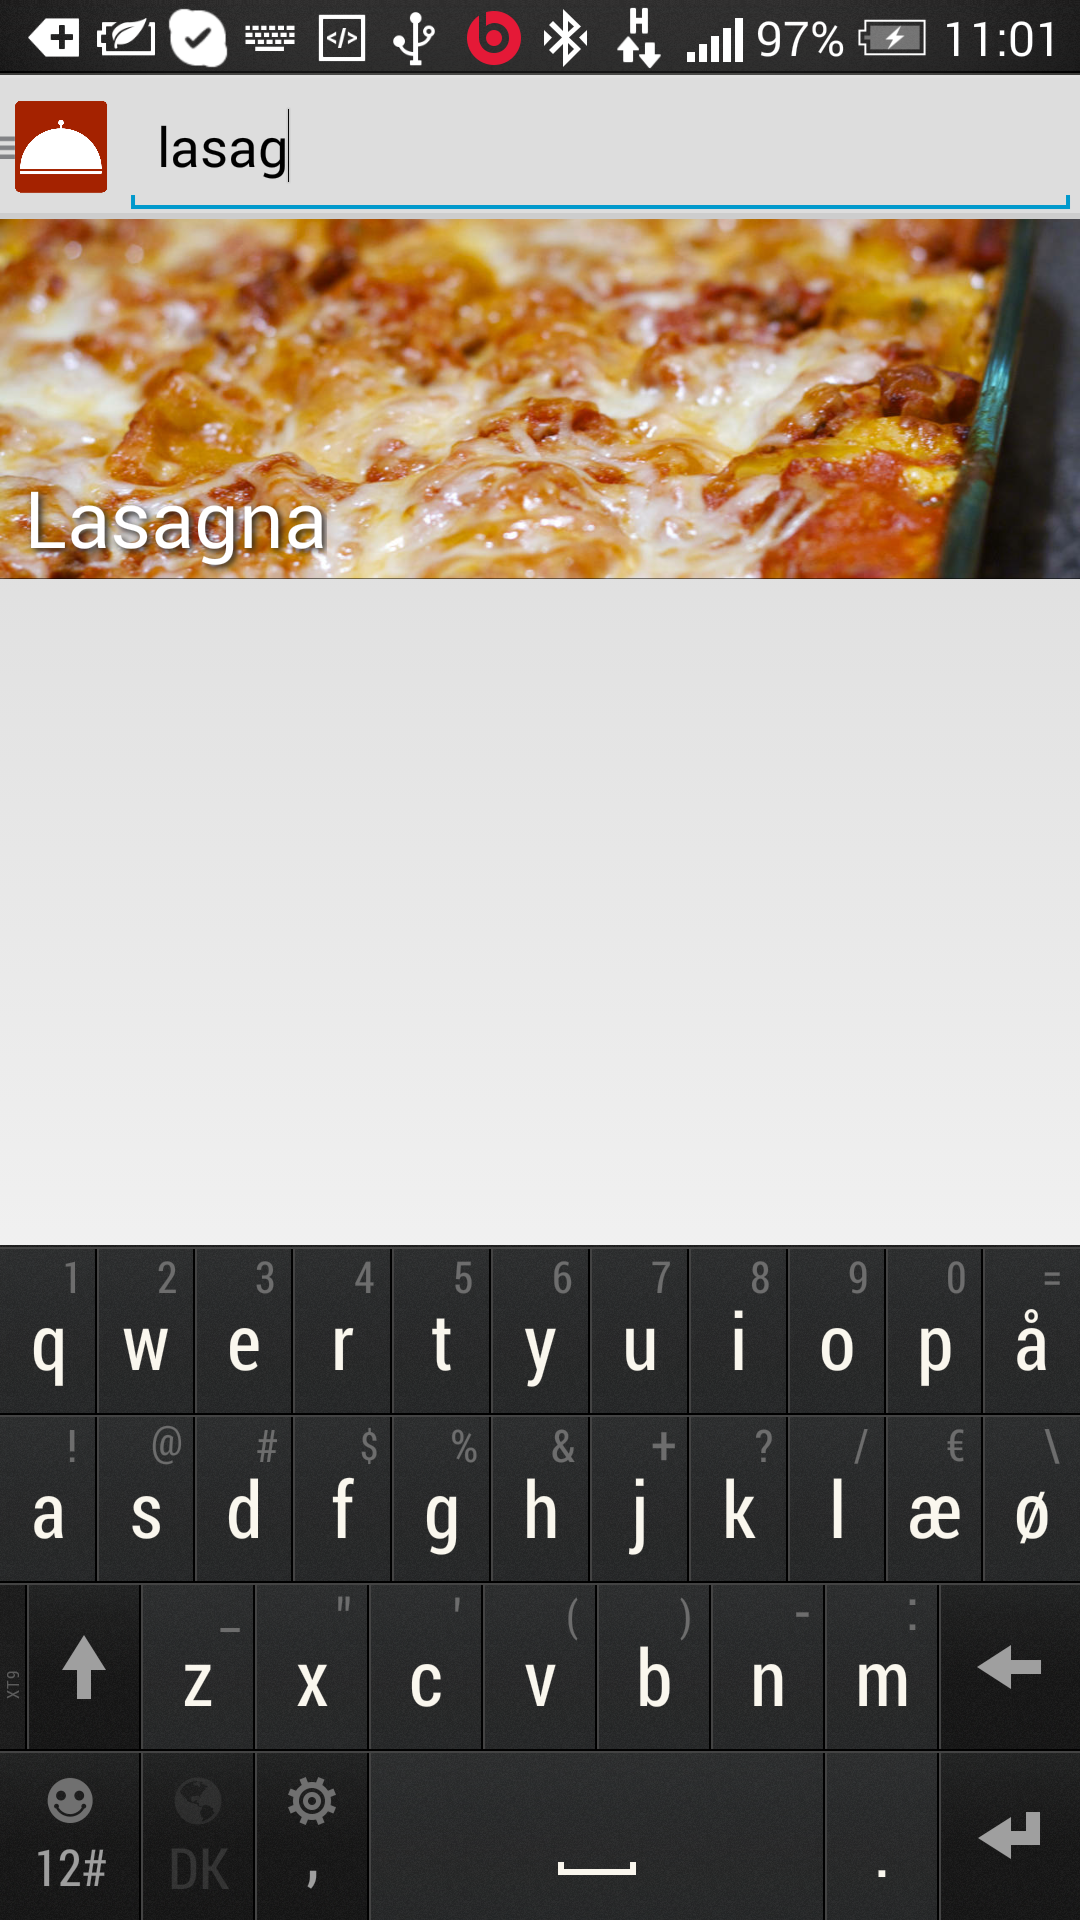 </> H 97% 11:01
lasag
Lasagna
1 2 3 4 5 6 7 8 9 0 =
q w e r t y u i o p å
! @ # $ % & + ? / € \
a s d f g h j k l æ ø
_ " ' ( ) - :
XT9 z x c v b n m
12# DK , .